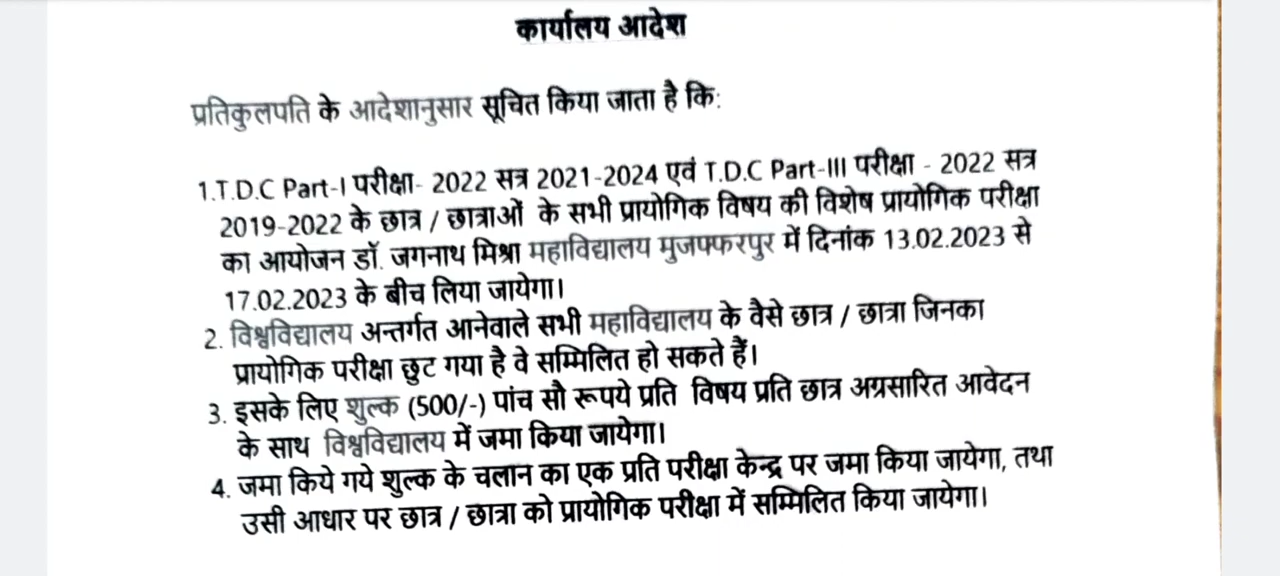 कार्यालय आदेश
प्रतिकुलपति के आदेशानुसार सूचित किया जाता है कि:
1.T.D.C Part-I परीक्षा- 2022 सत्र 2021-2024 एवं T.D.C Part-III परीक्षा - 2022 सत्र
2019-2022 के छात्र / छात्राओं के सभी प्रायोगिक विषय की विशेष प्रायोगिक परीक्षा
का आयोजन डॉ. जगनाथ मिश्रा महाविद्यालय मुजफ्फरपुर में दिनांक 13.02.2023 से
17.02.2023 के बीच लिया जायेगा।
2. विश्वविद्यालय अन्तर्गत आनेवाले सभी महाविद्यालय के वैसे छात्र / छात्रा जिनका
प्रायोगिक परीक्षा छुट गया है वे सम्मिलित हो सकते हैं।
3. इसके लिए शुल्क (500/-) पांच सौ रूपये प्रति विषय प्रति छात्र अग्रसारित आवेदन
के साथ विश्वविद्यालय में जमा किया जायेगा।
4. जमा किये गये शुल्क के चलान का एक प्रति परीक्षा केन्द्र पर जमा किया जायेगा, तथा
उसी आधार पर छात्र / छात्रा को प्रायोगिक परीक्षा में सम्मिलित किया जायेगा।